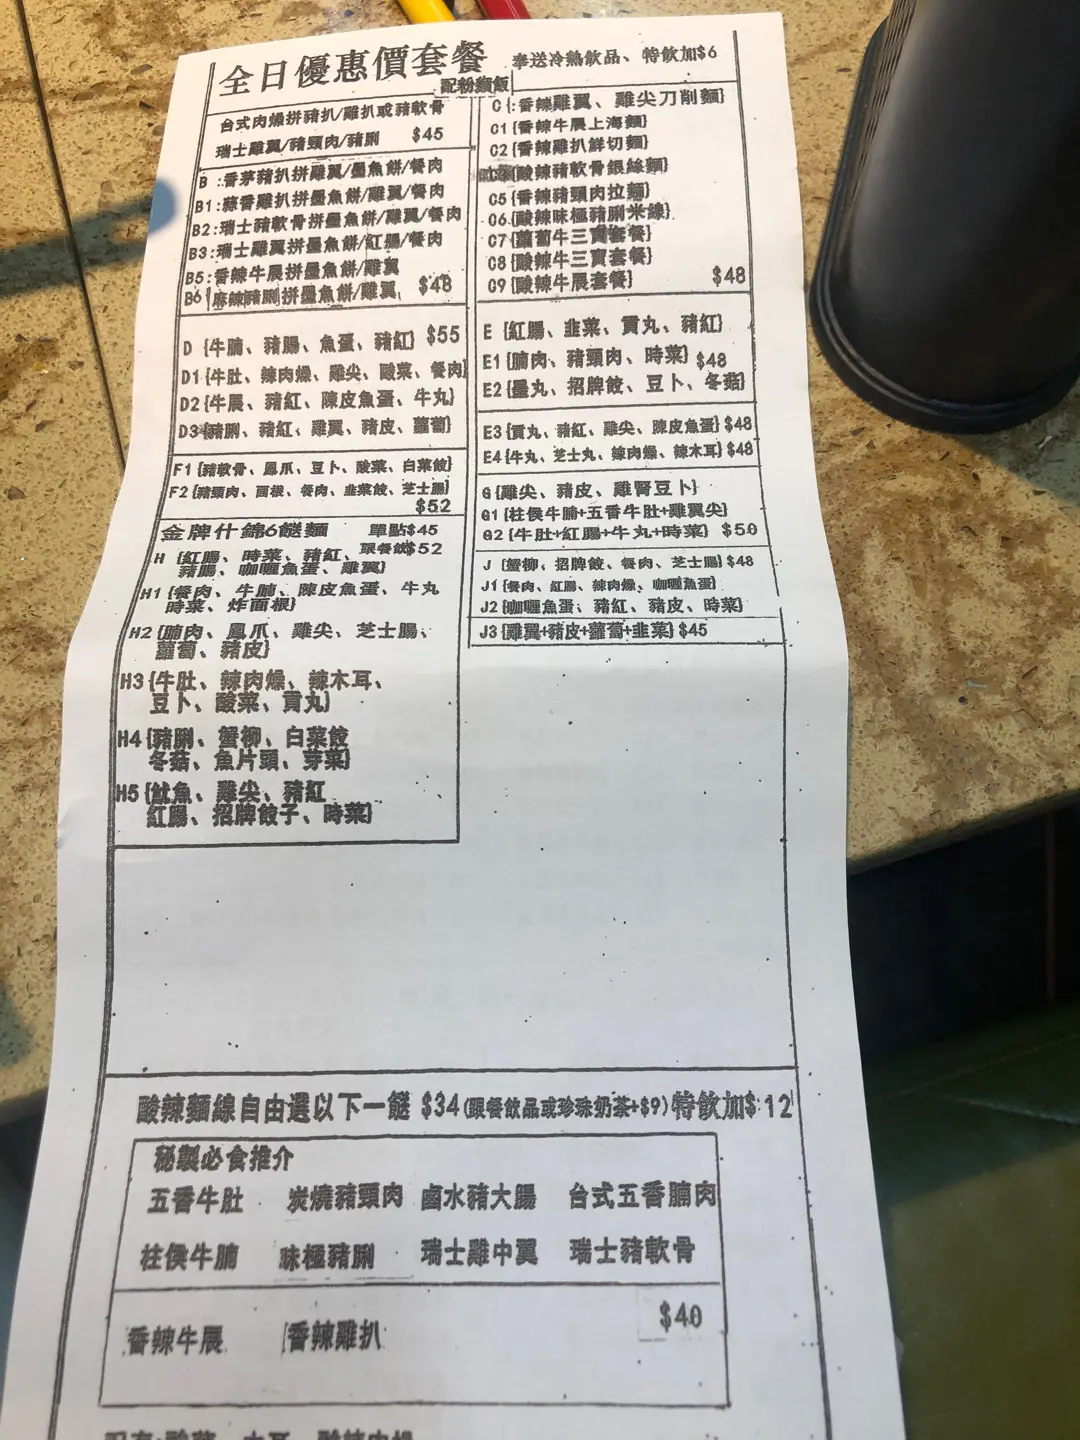 全日優惠價套餐 奉送冷熱飲品、特飲加$6
配粉麵飯
台式肉燥拼豬扒/雞扒或豬軟骨
瑞士雞翼/豬頸肉/豬脷 $45
B :香茅豬扒拼雞翼/墨魚餅/餐肉
B1:蒜香雞扒拼墨魚餅/雞翼/餐肉
B2:瑞士豬軟骨拼墨魚餅/雞翼/餐肉
B3:瑞士雞翼拼墨魚餅/紅腸/餐肉
B5:香辣牛展拼墨魚餅/雞翼
B6 麻辣豬脷拼墨魚餅/雞翼 $48
D {牛腩、豬腸、魚蛋、豬紅} $55
D1{牛肚、辣肉燥、雞尖、酸菜、餐肉}
D2{牛展、豬紅、陳皮魚蛋、牛丸}
D3{豬脷、豬紅、雞翼、豬皮、蘿蔔}
F1{豬軟骨、鳳爪、豆卜、酸菜、白菜餃}
F2{豬頸肉、面根、餐肉、韭菜餃、芝士腸}
$52
金牌什錦6餸麵 單點$45
跟餐飲$52
H {紅腸、時菜、豬紅、
豬腸、咖喱魚蛋、雞翼}
H1{餐肉、牛腩、陳皮魚蛋、牛丸
時菜、炸面根}
H2{腩肉、鳳爪、雞尖、芝士腸、
蘿蔔、豬皮}
H3{牛肚、辣肉燥、辣木耳、
豆卜、酸菜、貢丸}
H4{豬脷、蟹柳、白菜餃
冬菇、魚片頭、芽菜}
H5{魷魚、雞尖、豬紅
紅腸、招牌餃子、時菜}
C {:香辣雞翼、雞尖刀削麵}
C1{香辣牛展上海麵}
C2{香辣雞扒鮮切麵}
{酸辣豬軟骨銀絲麵}
C5{香辣豬頸肉拉麵}
C6{酸辣味極豬脷米線}
C7{蘿蔔牛三寶套餐}
C8{酸辣牛三寶套餐}
C9{酸辣牛展套餐} $48
E {紅腸、韭菜、貢丸、豬紅}
E1{腩肉、豬頸肉、時菜} $48
E2{墨丸、招牌餃、豆卜、冬菇}
E3{貢丸、豬紅、雞尖、陳皮魚蛋}$48
E4{牛丸、芝士丸、辣肉燥、辣木耳}$48
G{雞尖、豬皮、雞腎豆卜}
G1{柱侯牛腩+五香牛肚+雞翼尖}
G2{牛肚+紅腸+牛丸+時菜} $50
J {蟹柳、招牌餃、餐肉、芝士腸}$48
J1{餐肉、紅腸、辣肉燥、咖喱魚蛋}
J2{咖喱魚蛋、豬紅、豬皮、時菜}
J3{雞翼+豬皮+蘿蔔+韭菜}$45
酸辣麵線自由選以下一餸 $34(跟餐飲品或珍珠奶茶+$9)特飲加$12
秘製必食推介
五香牛肚 炭燒豬頸肉 鹵水豬大腸 台式五香腩肉
柱侯牛腩 味極豬脷 瑞士雞中翼 瑞士豬軟骨
$40
香辣牛展 香辣雞扒